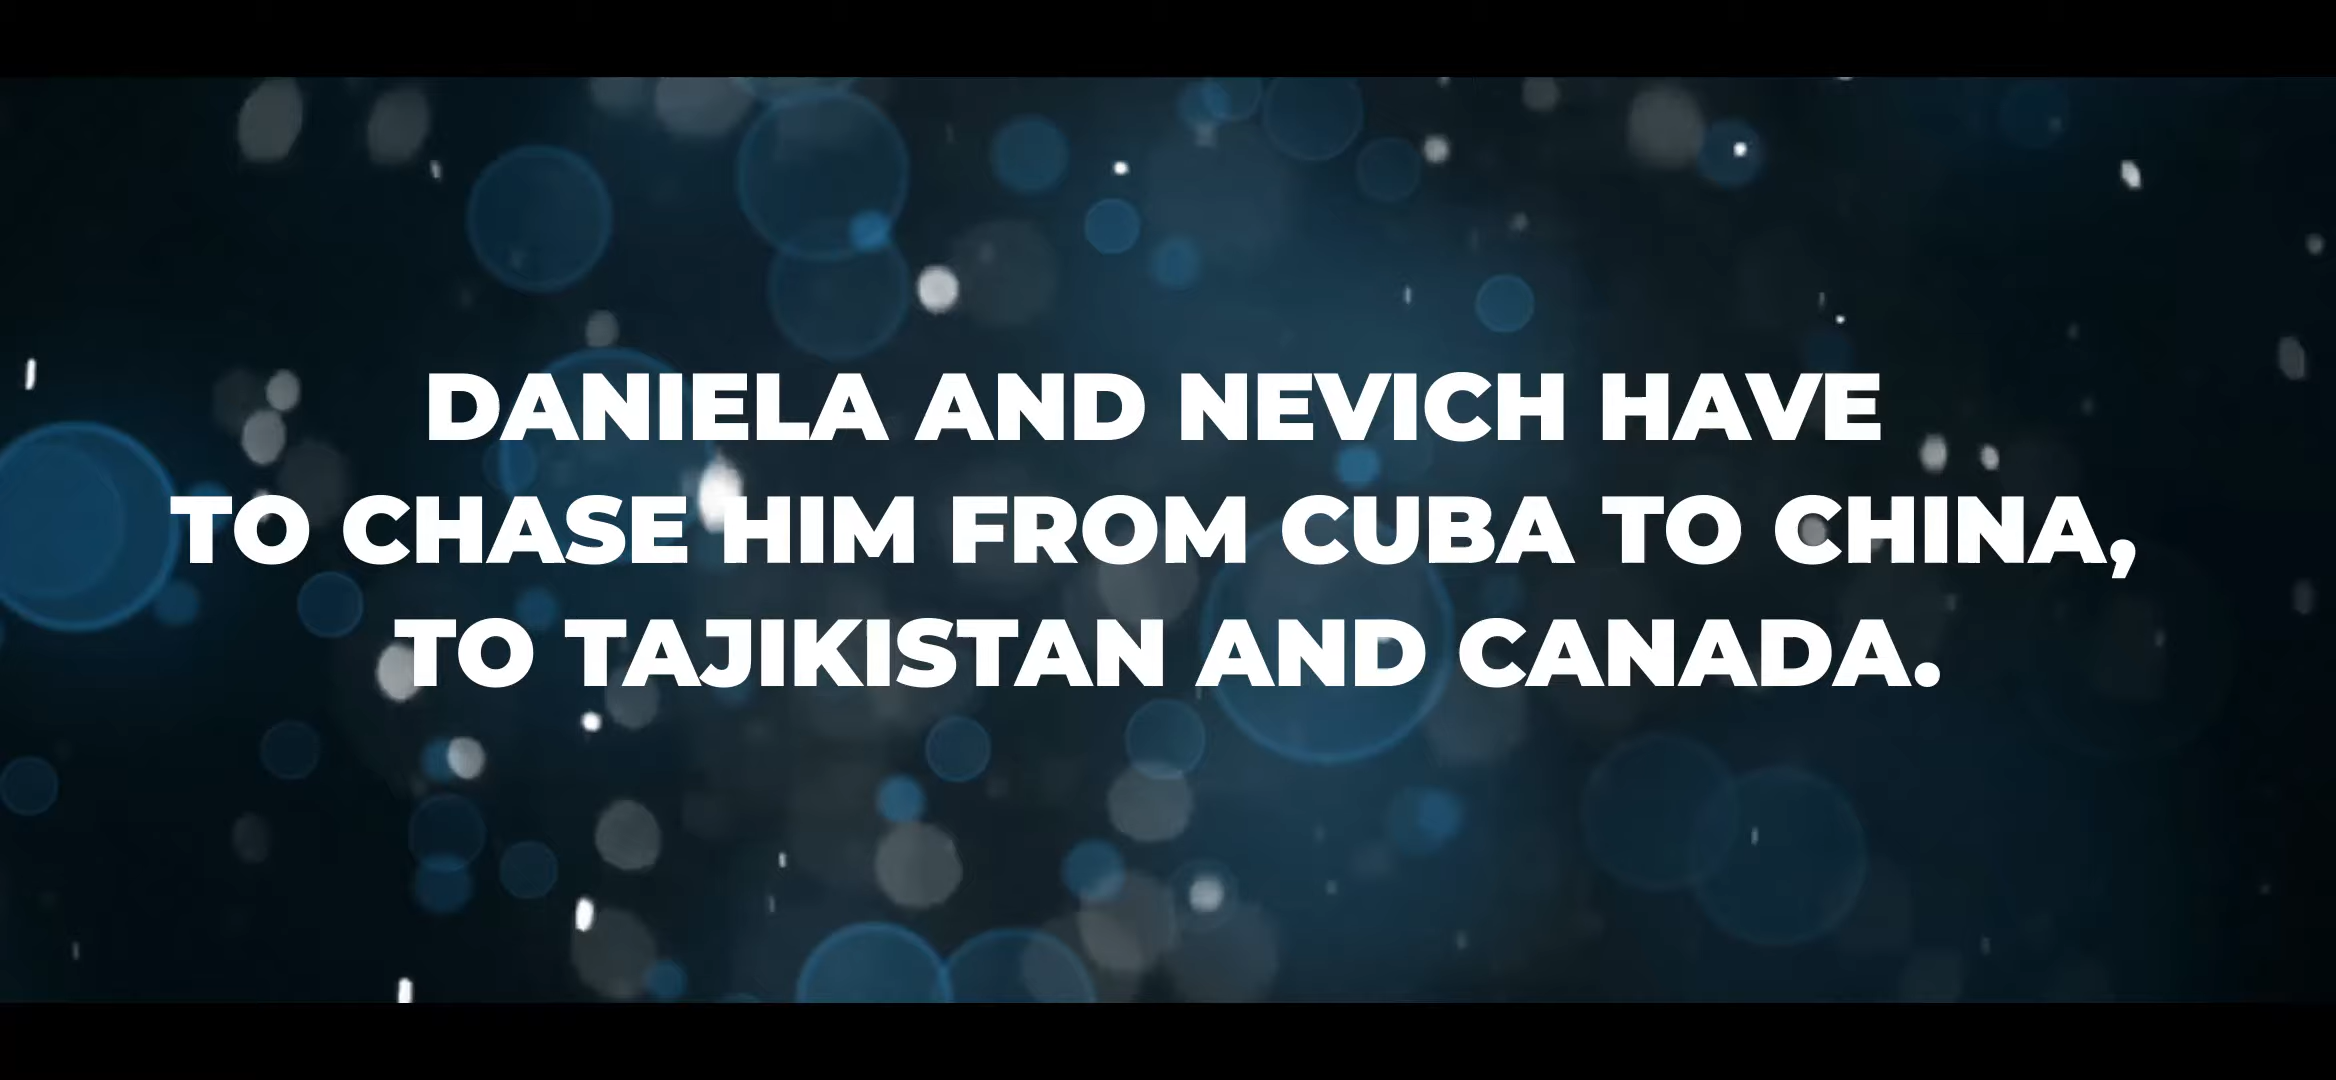 DANIELA AND NEVICH HAVE
TO CHASE HIM FROM CUBA TO CHINA,
TO TAJIKISTAN AND CANADA.